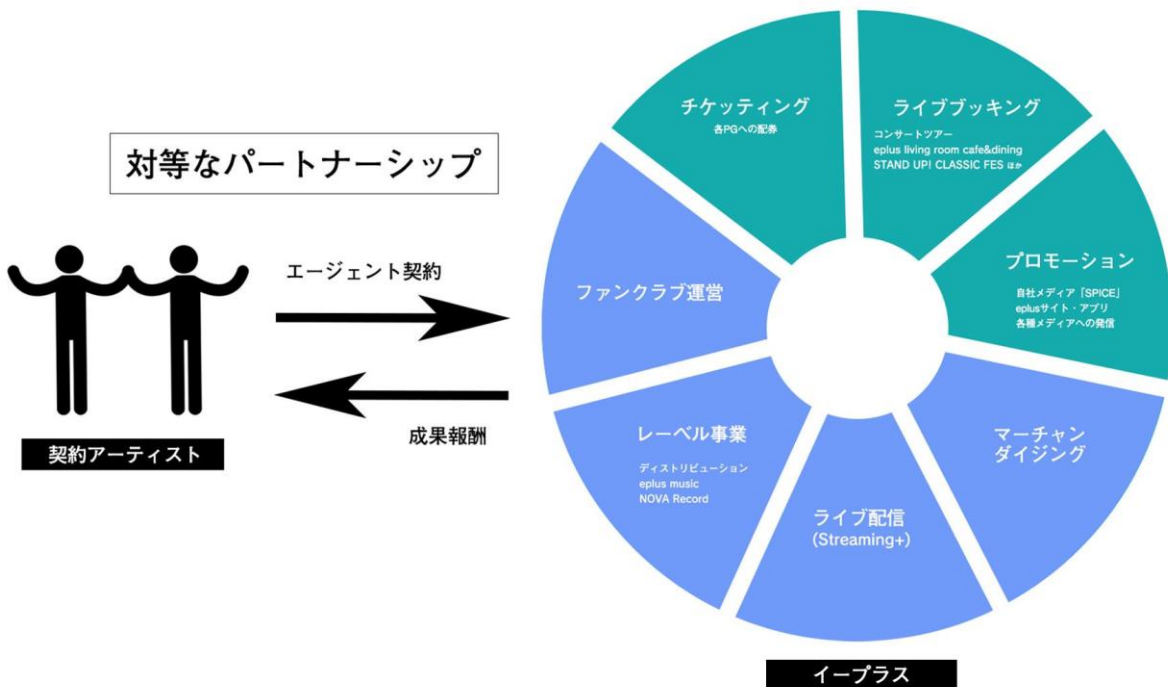 対等なパートナーシップ
エージェント契約
成果報酬
契約アーティスト
チケッティング
各PGへの配券
ライブブッキング
コンサートツアー
eplus living room cafe&dining
STAND UP! CLASSIC FES ほか
プロモーション
自社メディア「SPICE」
eplusサイト・アプリ
各種メディアへの発信
マーチャン
ダイジング
ライブ配信
(Streaming+)
レーベル事業
ディストリビューション
eplus music
NOVA Record
ファンクラブ運営
イープラス